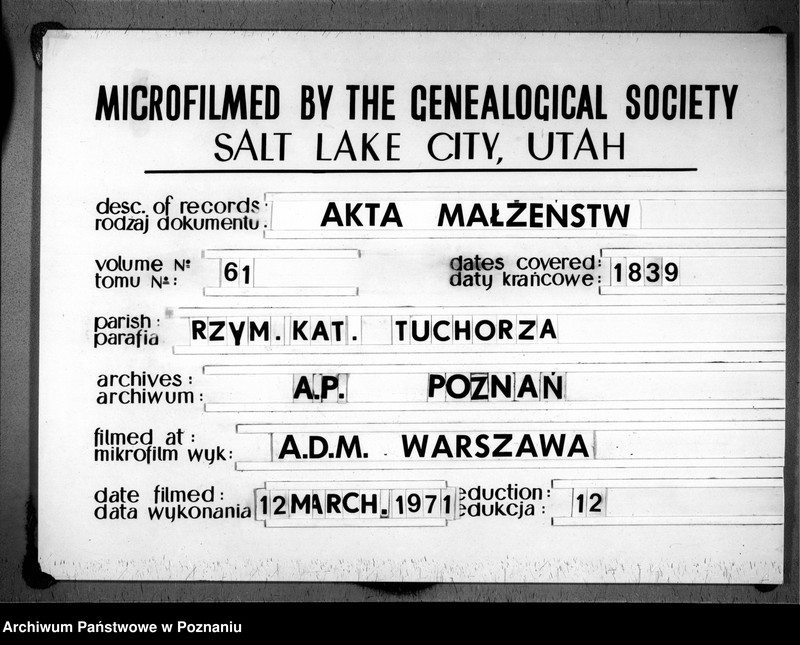 MICROFILMED BY THE GENEALOGICAL SOCIETY
SALT LAKE CITY, UTAH
desc. of records: AKTA MAŁŻEŃSTW
rodzaj dokumentu:
volume №: 61 dates covered: 1839
tomu №: daty krańcowe:
parish: RZYM. KAT. TUCHORZA
parafia
archives: A.P. POZNAŃ
archiwum:
filmed at: A.D.M. WARSZAWA
mikrofilm wyk:
date filmed: 12 MARCH. 1971 eduction: 12
data wykonania edukcja:
Archiwum Państwowe w Poznaniu